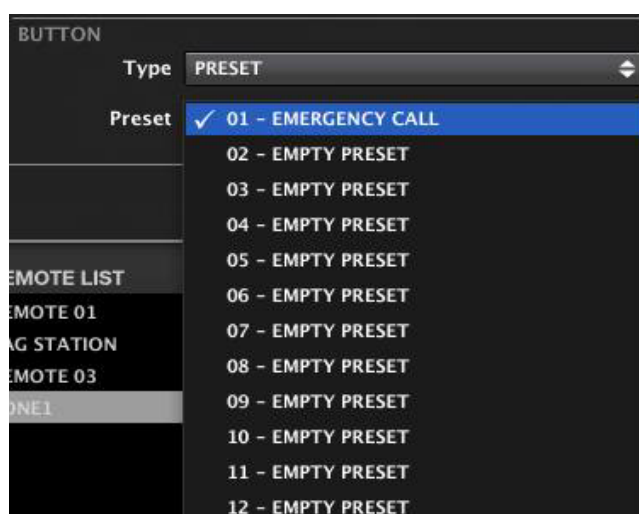 BUTTON
Type PRESET
Preset ✓ 01 – EMERGENCY CALL
02 – EMPTY PRESET
03 – EMPTY PRESET
04 – EMPTY PRESET
05 – EMPTY PRESET
06 – EMPTY PRESET
07 – EMPTY PRESET
08 – EMPTY PRESET
09 – EMPTY PRESET
10 – EMPTY PRESET
11 – EMPTY PRESET
12 – EMPTY PRESET
EMOTE LIST
EMOTE 01
AG STATION
EMOTE 03
ONE1